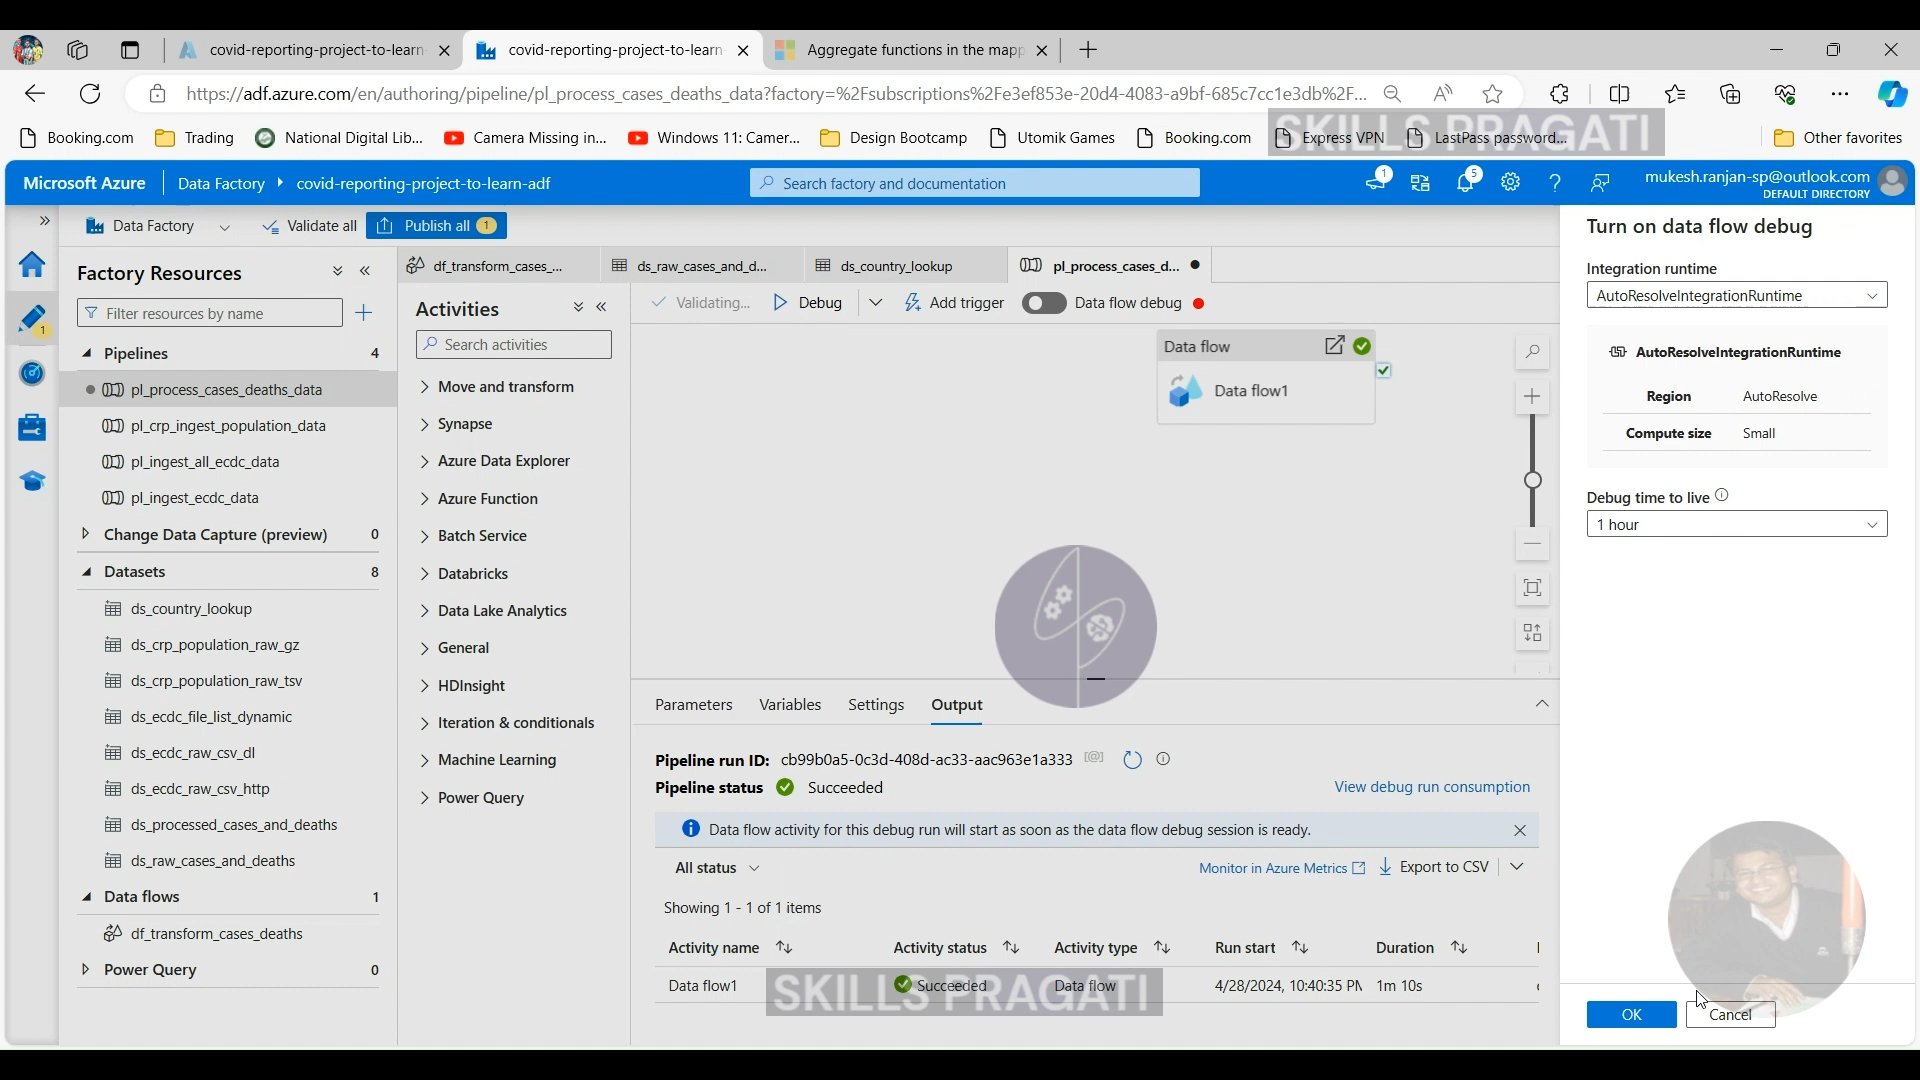 covid-reporting-project-to-learn-
covid-reporting-project-to-learn-
Aggregate functions in the mapp
https://adf.azure.com/en/authoring/pipeline/pl_process_cases_deaths_data?factory=%2Fsubscriptions%2Fe3ef853e-20d4-4083-a9bf-685c7cc1e3db%2F...
Booking.com
Trading
National Digital Lib...
Camera Missing in...
Windows 11: Camer...
Design Bootcamp
Utomik Games
Booking.com
Express VPN
LastPass password...
Other favorites
SKILLS PRAGATI
Microsoft Azure
Data Factory
covid-reporting-project-to-learn-adf
Search factory and documentation
1
5
mukesh.ranjan-sp@outlook.com
DEFAULT DIRECTORY
Data Factory
Validate all
Publish all 1
Factory Resources
Filter resources by name
1
Pipelines 4
pl_process_cases_deaths_data
pl_crp_ingest_population_data
pl_ingest_all_ecdc_data
pl_ingest_ecdc_data
Change Data Capture (preview) 0
Datasets 8
ds_country_lookup
ds_crp_population_raw_gz
ds_crp_population_raw_tsv
ds_ecdc_file_list_dynamic
ds_ecdc_raw_csv_dl
ds_ecdc_raw_csv_http
ds_processed_cases_and_deaths
ds_raw_cases_and_deaths
Data flows 1
df_transform_cases_deaths
Power Query 0
df_transform_cases_...
ds_raw_cases_and_d...
ds_country_lookup
pl_process_cases_d...
Activities
Search activities
Move and transform
Synapse
Azure Data Explorer
Azure Function
Batch Service
Databricks
Data Lake Analytics
General
HDInsight
Iteration & conditionals
Machine Learning
Power Query
Validating...
Debug
Add trigger
Data flow debug
Data flow
Data flow1
Parameters
Variables
Settings
Output
Pipeline run ID: cb99b0a5-0c3d-408d-ac33-aac963e1a333
Pipeline status Succeeded
View debug run consumption
Data flow activity for this debug run will start as soon as the data flow debug session is ready.
All status
Monitor in Azure Metrics
Export to CSV
Showing 1 - 1 of 1 items
Activity name
Activity status
Activity type
Run start
Duration
Data flow1
Succeeded
Data flow
4/28/2024, 10:40:35 PM
1m 10s
SKILLS PRAGATI
Turn on data flow debug
Integration runtime
AutoResolveIntegrationRuntime
AutoResolveIntegrationRuntime
Region AutoResolve
Compute size Small
Debug time to live
1 hour
OK
Cancel